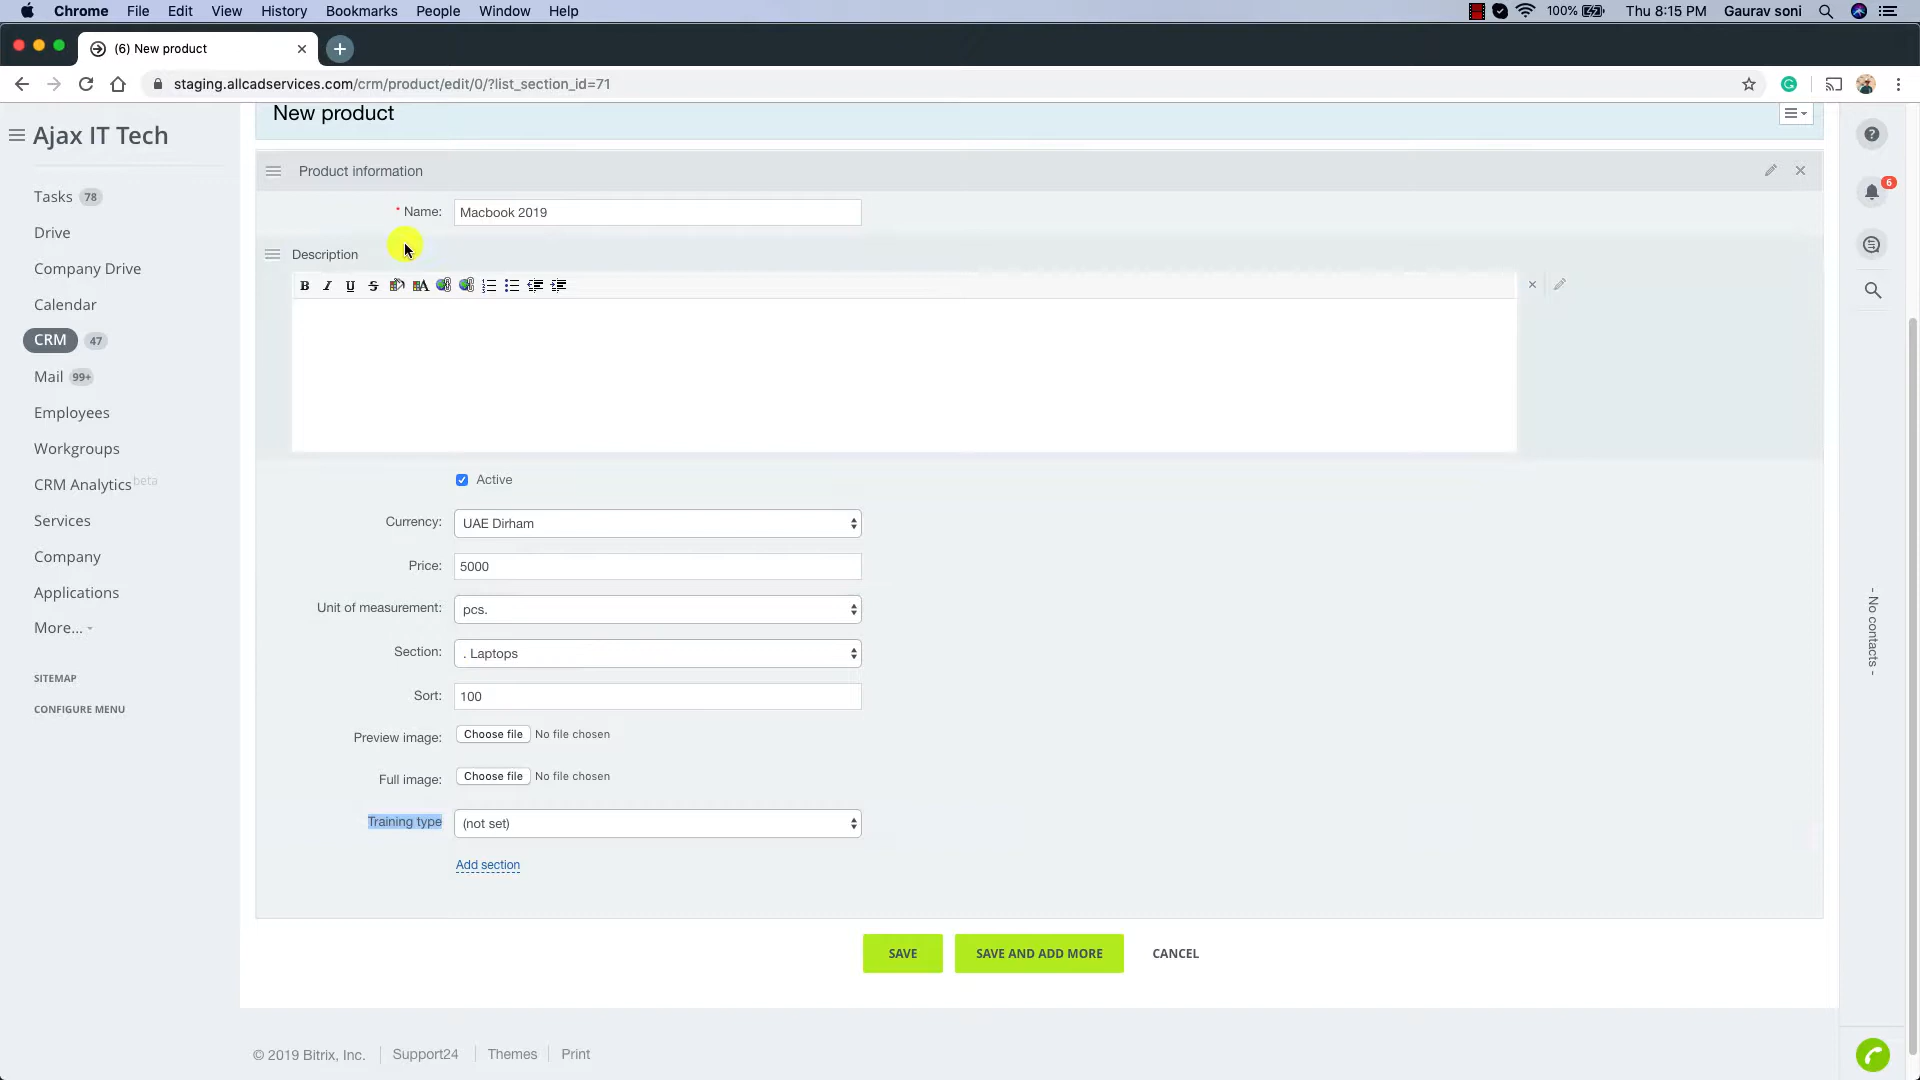 Chrome File Edit View History Bookmarks People Window Help 100% Thu 8:15 PM Gaurav soni
(6) New product
staging.allcadservices.com/crm/product/edit/0/?list_section_id=71
New product
Ajax IT Tech
Product information
Tasks 78
* Name: Macbook 2019
6
Drive
Description
Company Drive
B I U S
Calendar
CRM 47
Mail 99+
Employees
Workgroups
CRM Analytics beta
Active
Services
Currency: UAE Dirham
Company
Price: 5000
Applications
Unit of measurement: pcs.
More...
- No contacts -
Section: . Laptops
SITEMAP
Sort: 100
CONFIGURE MENU
Preview image: Choose file No file chosen
Full image: Choose file No file chosen
Training type (not set)
Add section
SAVE SAVE AND ADD MORE CANCEL
© 2019 Bitrix, Inc. Support24 Themes Print